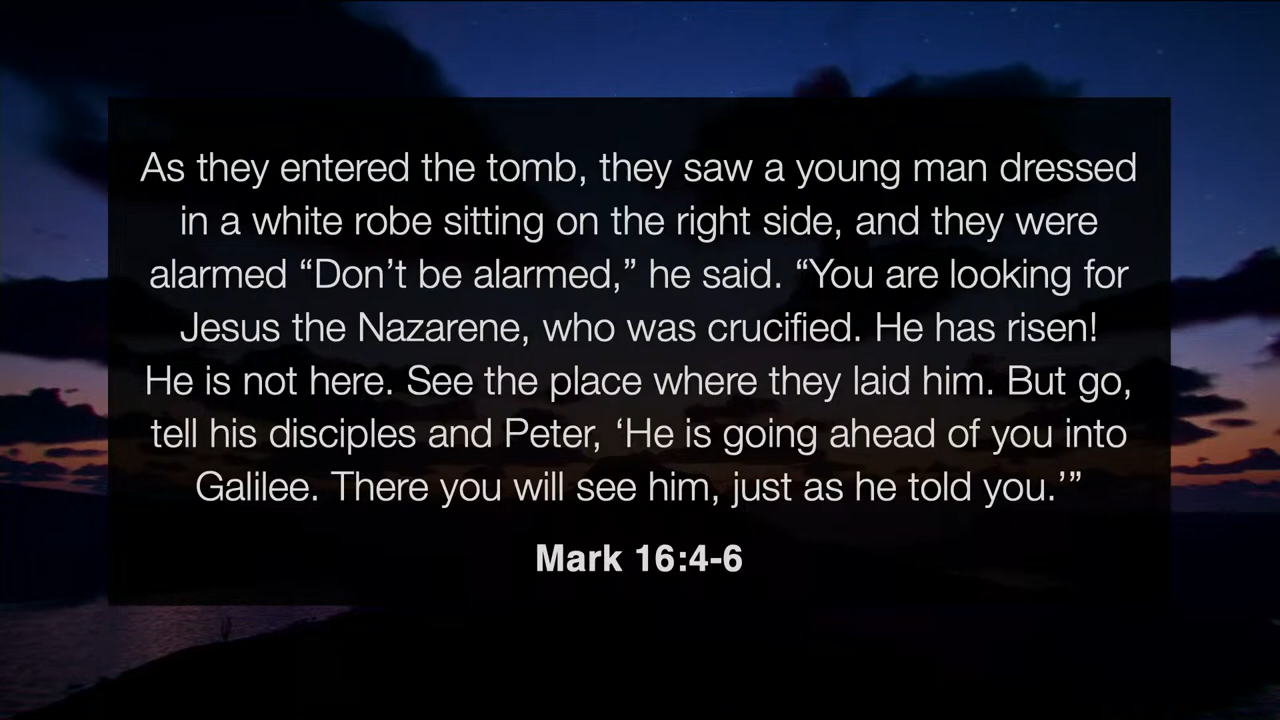 As they entered the tomb, they saw a young man dressed
in a white robe sitting on the right side, and they were
alarmed “Don’t be alarmed,” he said. “You are looking for
Jesus the Nazarene, who was crucified. He has risen!
He is not here. See the place where they laid him. But go,
tell his disciples and Peter, ‘He is going ahead of you into
Galilee. There you will see him, just as he told you.’”
Mark 16:4-6